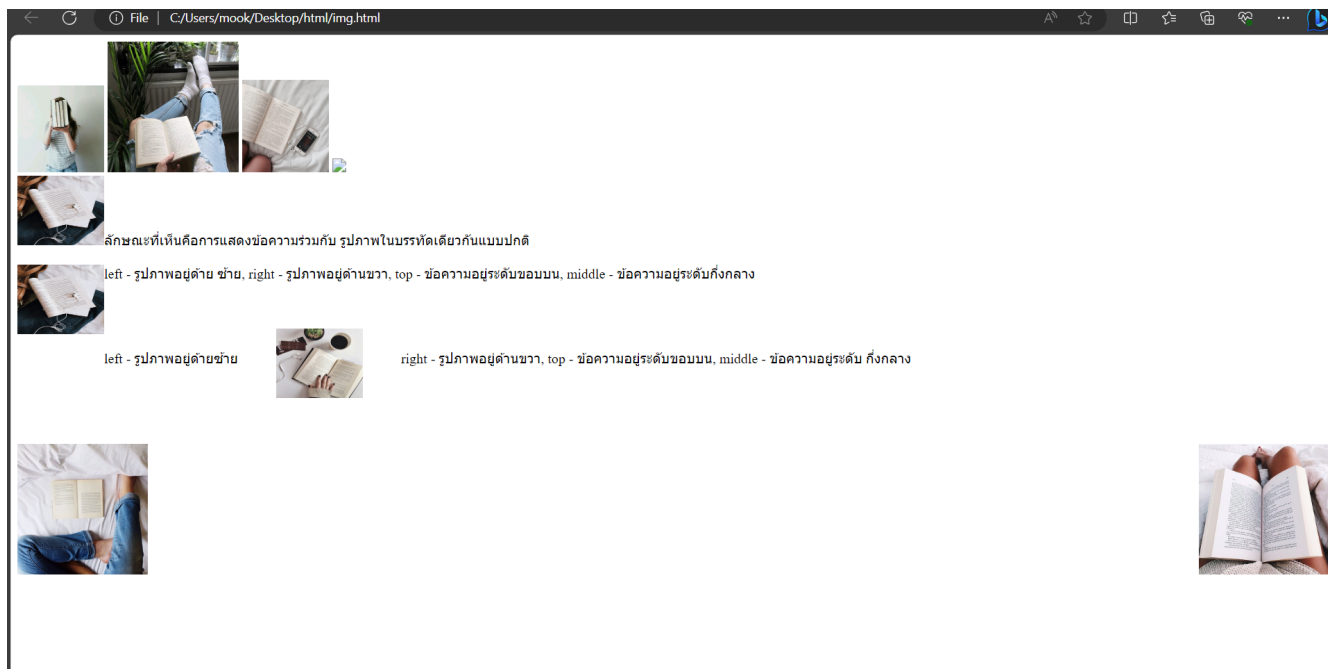 File | C:/Users/mook/Desktop/html/img.html
ลักษณะที่เห็นคือการแสดงข้อความร่วมกับ รูปภาพในบรรทัดเดียวกันแบบปกติ
left - รูปภาพอยู่ด้าย ซ้าย, right - รูปภาพอยู่ด้านขวา, top - ข้อความอยู่ระดับขอบบน, middle - ข้อความอยู่ระดับกึ่งกลาง
left - รูปภาพอยู่ด้ายซ้าย
right - รูปภาพอยู่ด้านขวา, top - ข้อความอยู่ระดับขอบบน, middle - ข้อความอยู่ระดับ กึ่งกลาง